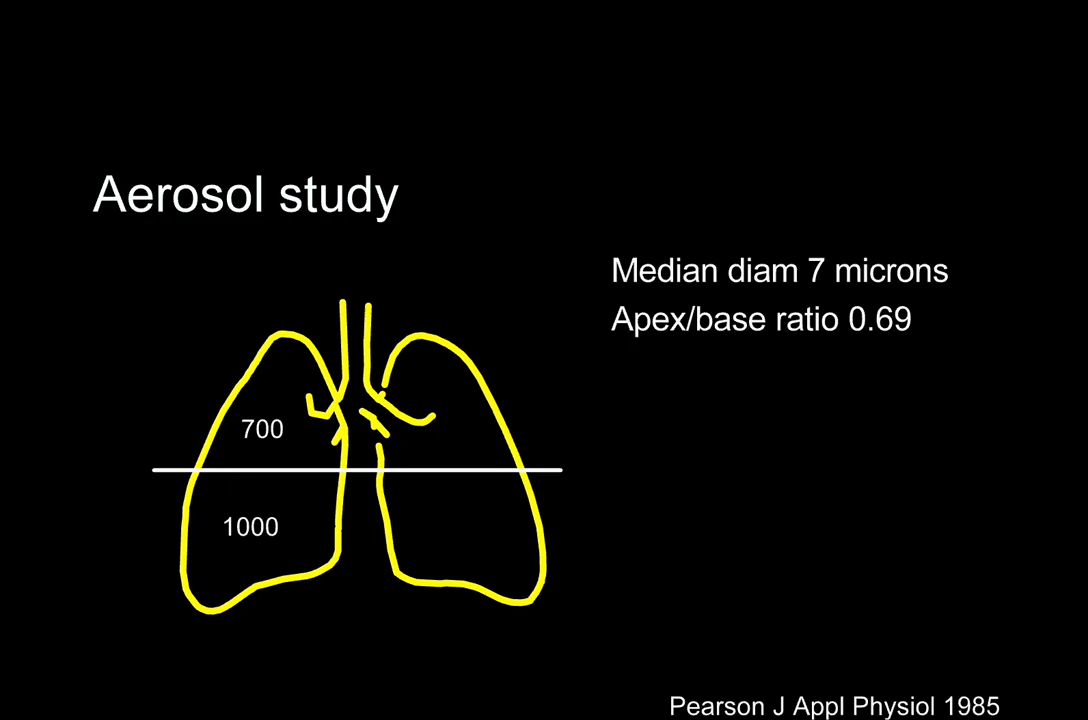 Aerosol study
Median diam 7 microns
Apex/base ratio 0.69
700
1000
Pearson J Appl Physiol 1985